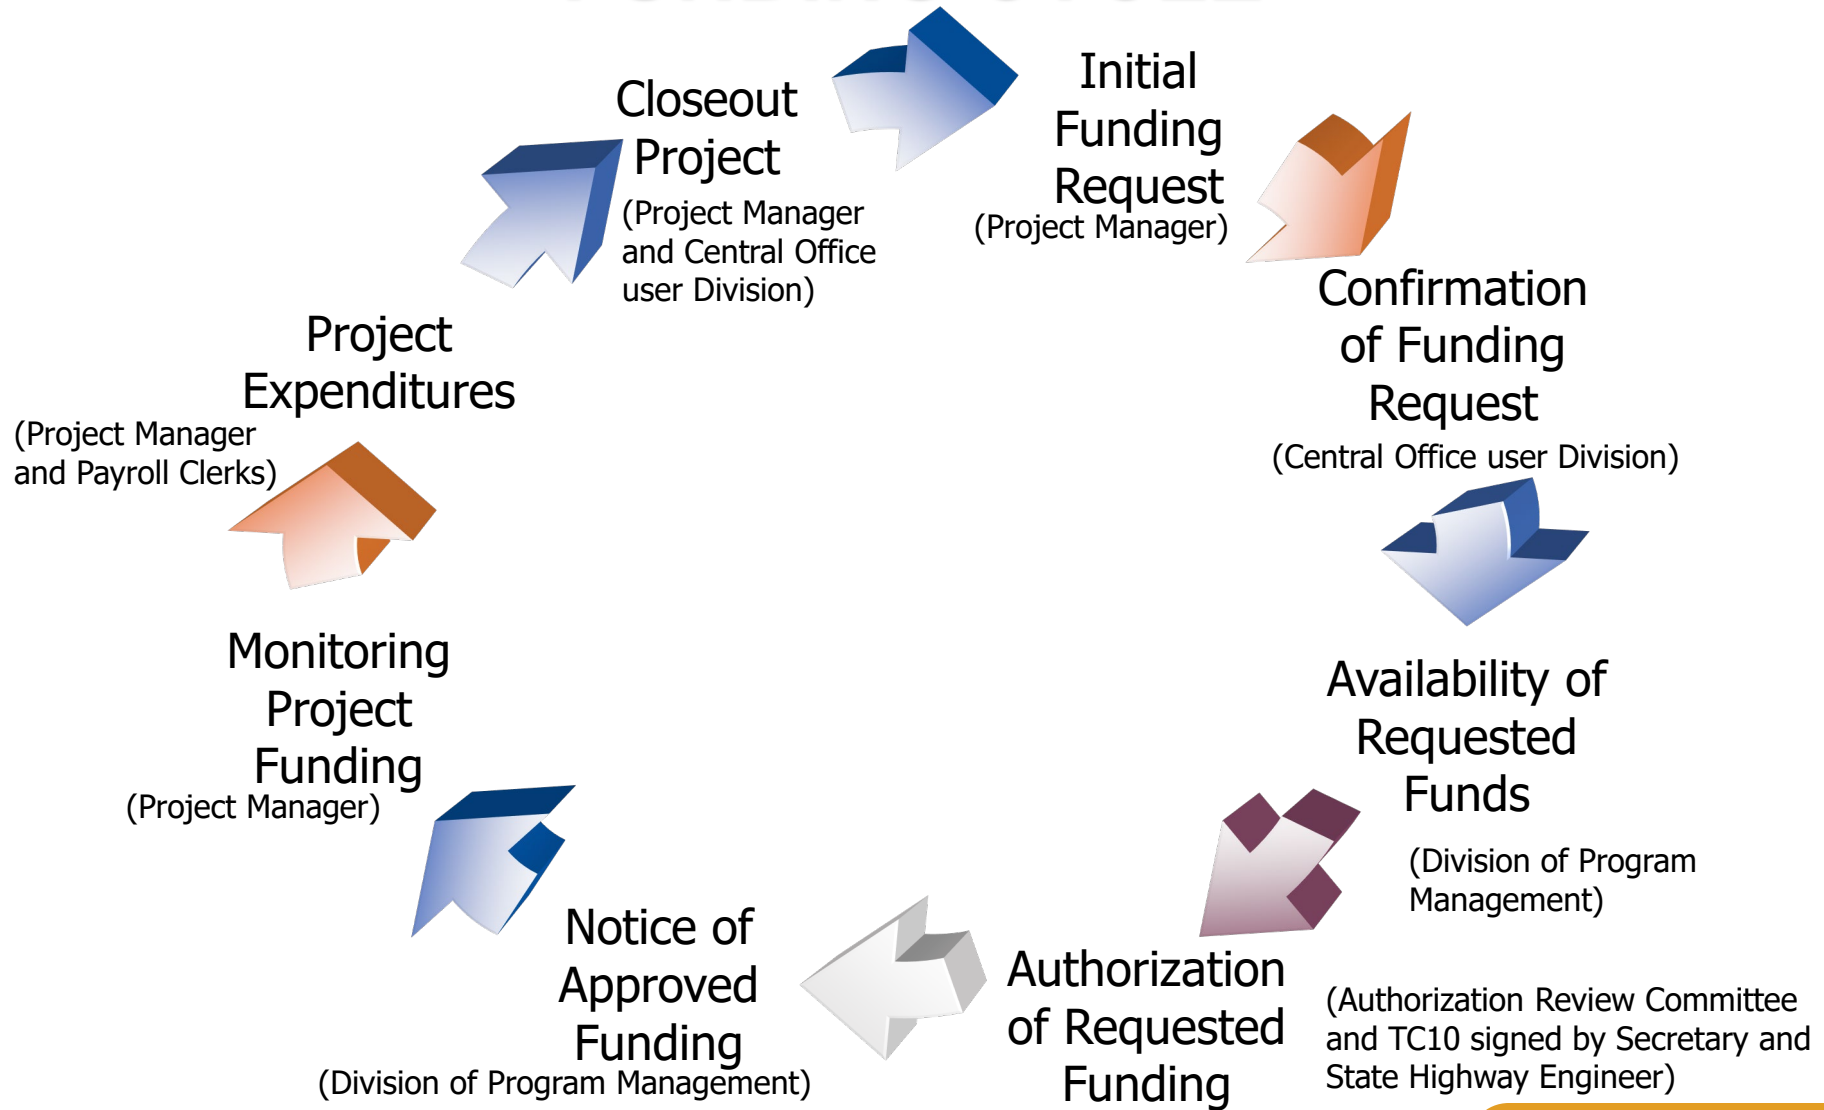 Initial
Funding
Request
(Project Manager)
Confirmation
of Funding
Request
(Central Office user Division)
Availability of
Requested
Funds
(Division of Program
Management)
Authorization
of Requested
Funding
(Authorization Review Committee
and TC10 signed by Secretary and
State Highway Engineer)
Notice of
Approved
Funding
(Division of Program Management)
Monitoring
Project
Funding
(Project Manager)
Project
Expenditures
(Project Manager
and Payroll Clerks)
Closeout
Project
(Project Manager
and Central Office
user Division)